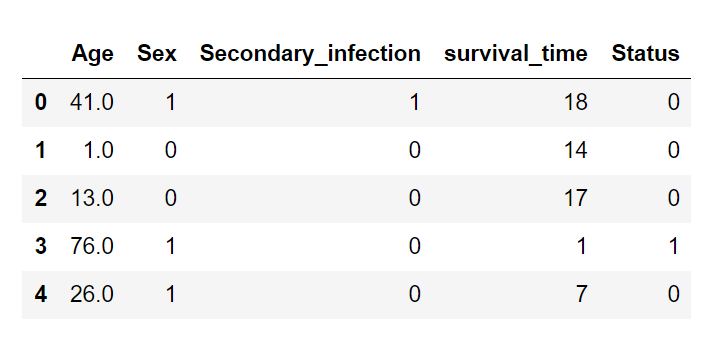 Age Sex Secondary_infection survival_time Status
0 41.0 1 1 18 0
1 1.0 0 0 14 0
2 13.0 0 0 17 0
3 76.0 1 0 1 1
4 26.0 1 0 7 0